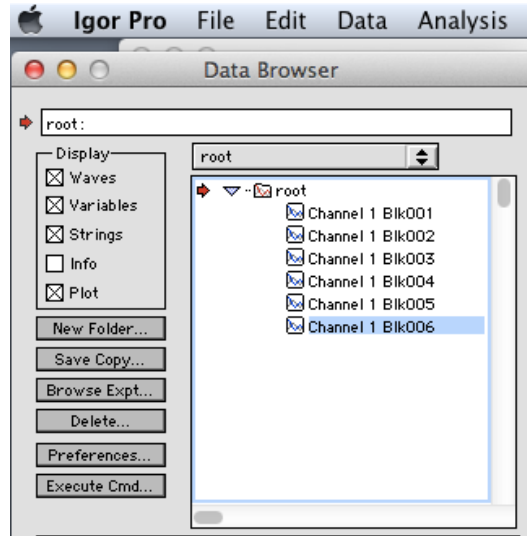 Igor Pro File Edit Data Analysis
Data Browser
root:
Display
Waves
Variables
Strings
Info
Plot
New Folder...
Save Copy...
Browse Expt...
Delete...
Preferences...
Execute Cmd...
root
root
Channel 1 Blk001
Channel 1 Blk002
Channel 1 Blk003
Channel 1 Blk004
Channel 1 Blk005
Channel 1 Blk006